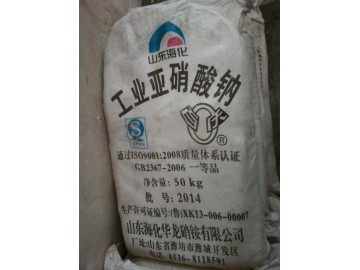 山东海化
工业亚硝酸钠
通过ISO9001:2008质量体系认证
GB2367-2006 一等品
净含量: 50 kg
批 号: 2014
生产许可证编号:(鲁)XK13-006-00007
山东海化华龙硝铵有限公司
厂址:山东省潍坊市潍城开发区
电话: 0536-8118591